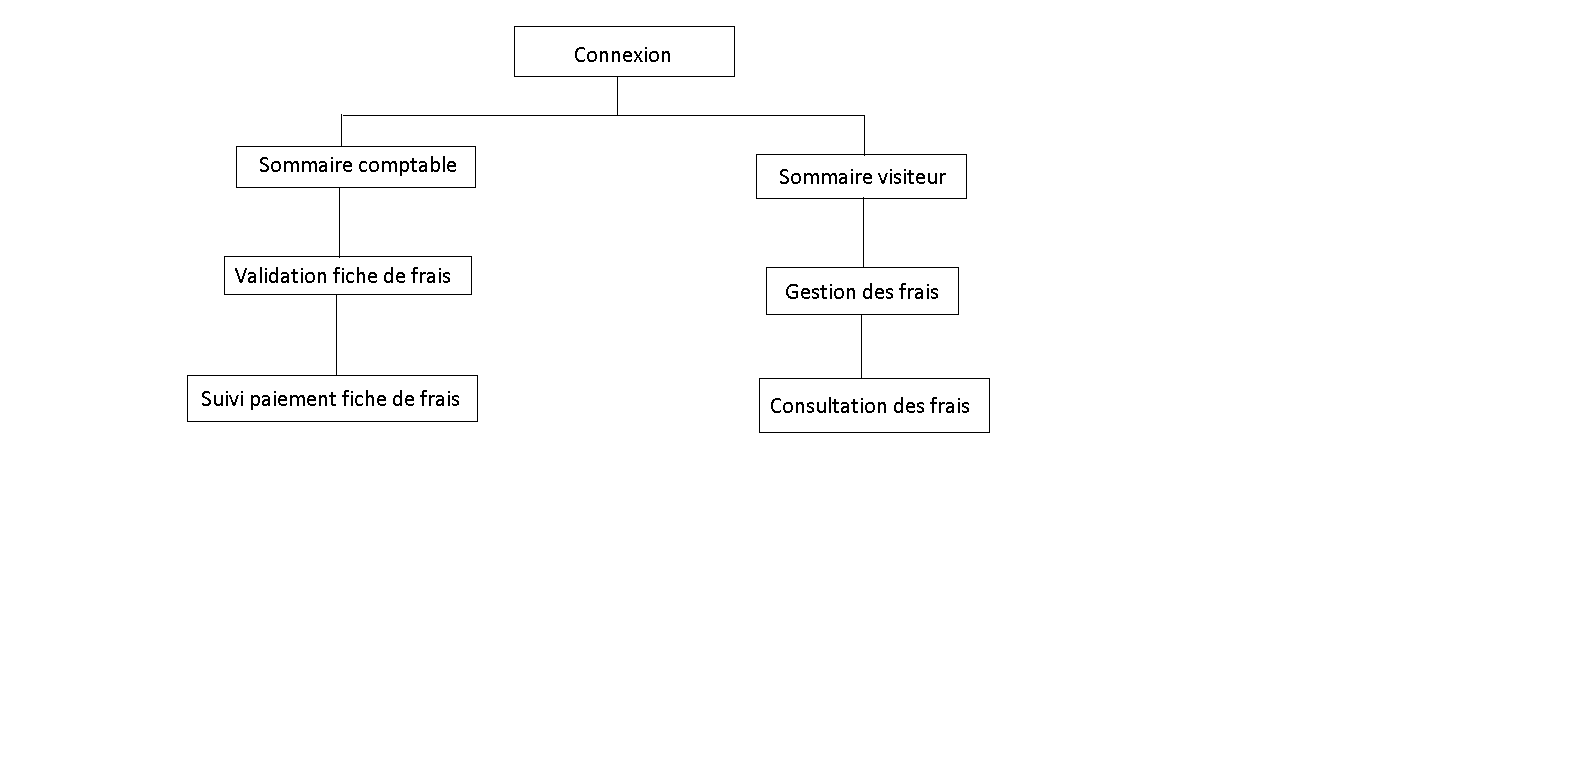 Connexion
Sommaire comptable
Sommaire visiteur
Validation fiche de frais
Gestion des frais
Suivi paiement fiche de frais
Consultation des frais